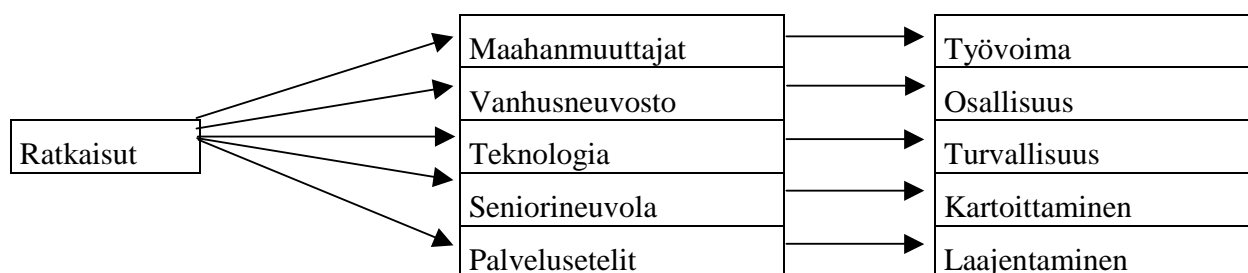 Maahanmuuttajat Työvoima
Vanhusneuvosto Osallisuus
Ratkaisut Teknologia Turvallisuus
Seniorineuvola Kartoittaminen
Palvelusetelit Laajentaminen